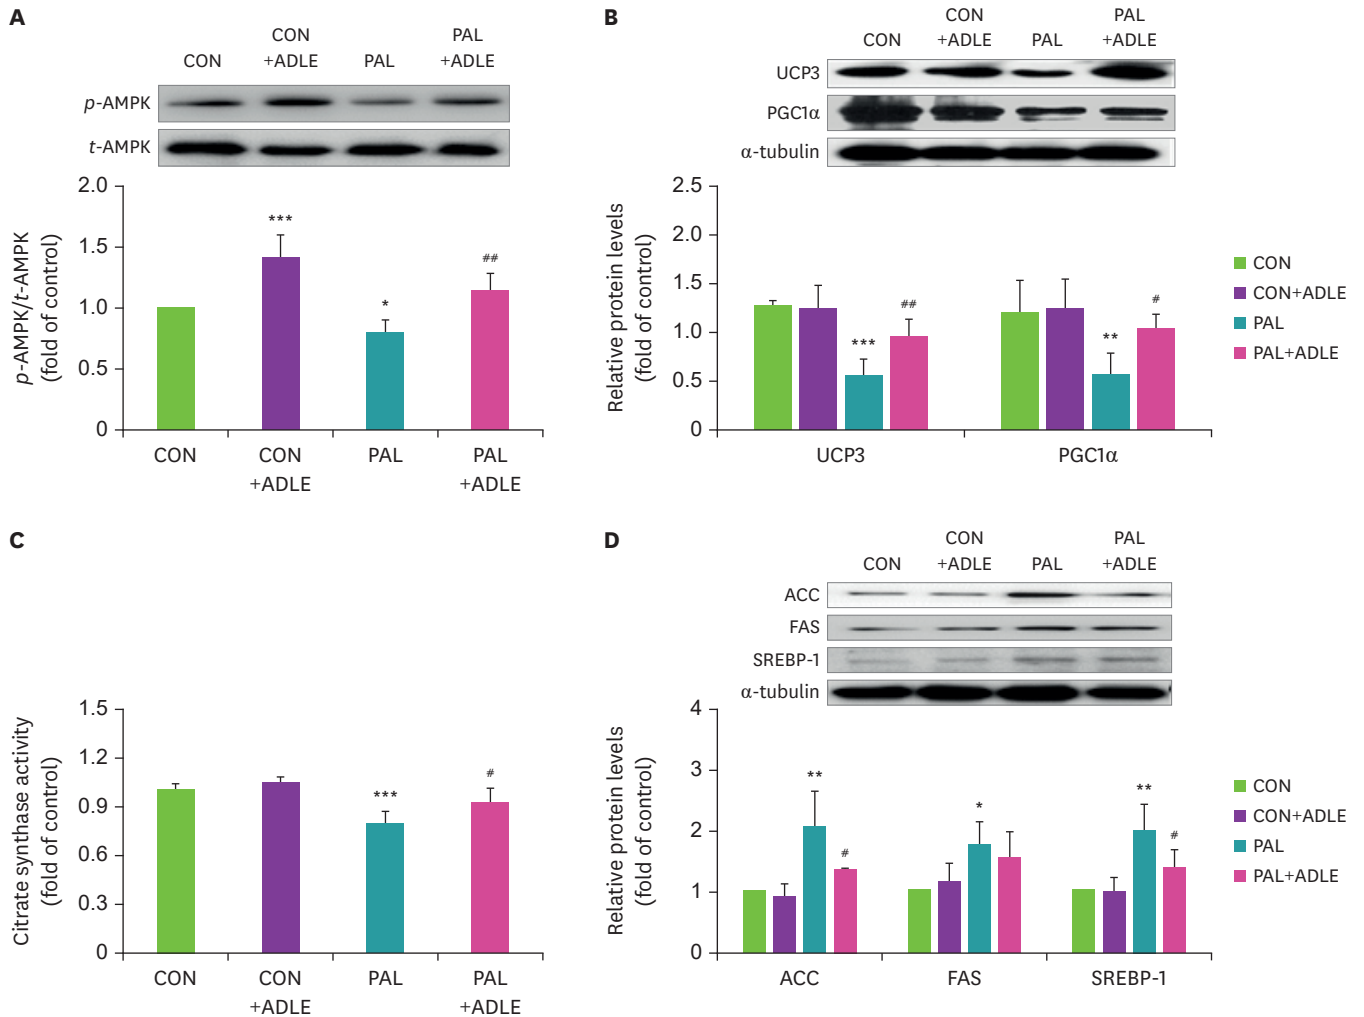 A
CON
CON
+ADLE
PAL
PAL
+ADLE
p-AMPK
t-AMPK
p-AMPK/t-AMPK
(fold of control)
2.0
1.5
1.0
0.5
0
***
*
##
CON
CON
+ADLE
PAL
PAL
+ADLE
B
CON
CON
+ADLE
PAL
PAL
+ADLE
UCP3
PGC1α
α-tubulin
Relative protein levels
(fold of control)
2.5
2.0
1.5
1.0
0.5
0
***
##
**
#
UCP3
PGC1α
CON
CON+ADLE
PAL
PAL+ADLE
C
Citrate synthase activity
(fold of control)
1.5
1.2
0.9
0.6
0.3
0
***
#
CON
CON
+ADLE
PAL
PAL
+ADLE
D
CON
CON
+ADLE
PAL
PAL
+ADLE
ACC
FAS
SREBP-1
α-tubulin
Relative protein levels
(fold of control)
4
3
2
1
0
**
#
*
**
#
ACC
FAS
SREBP-1
CON
CON+ADLE
PAL
PAL+ADLE